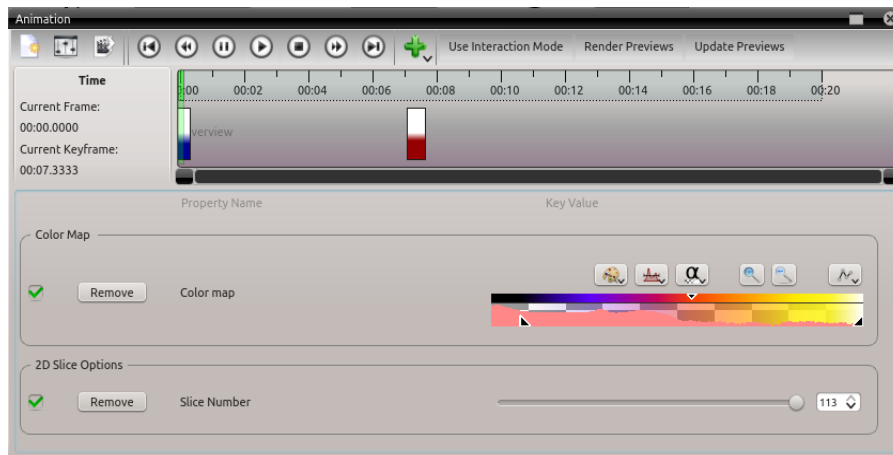 Animation
Use Interaction Mode Render Previews Update Previews
Time
Current Frame:
00:00.0000
Current Keyframe:
00:07.3333
0:00 00:02 00:04 00:06 00:08 00:10 00:12 00:14 00:16 00:18 00:20
verview
Property Name Key Value
Color Map
Remove Color map
α
2D Slice Options
Remove Slice Number 113